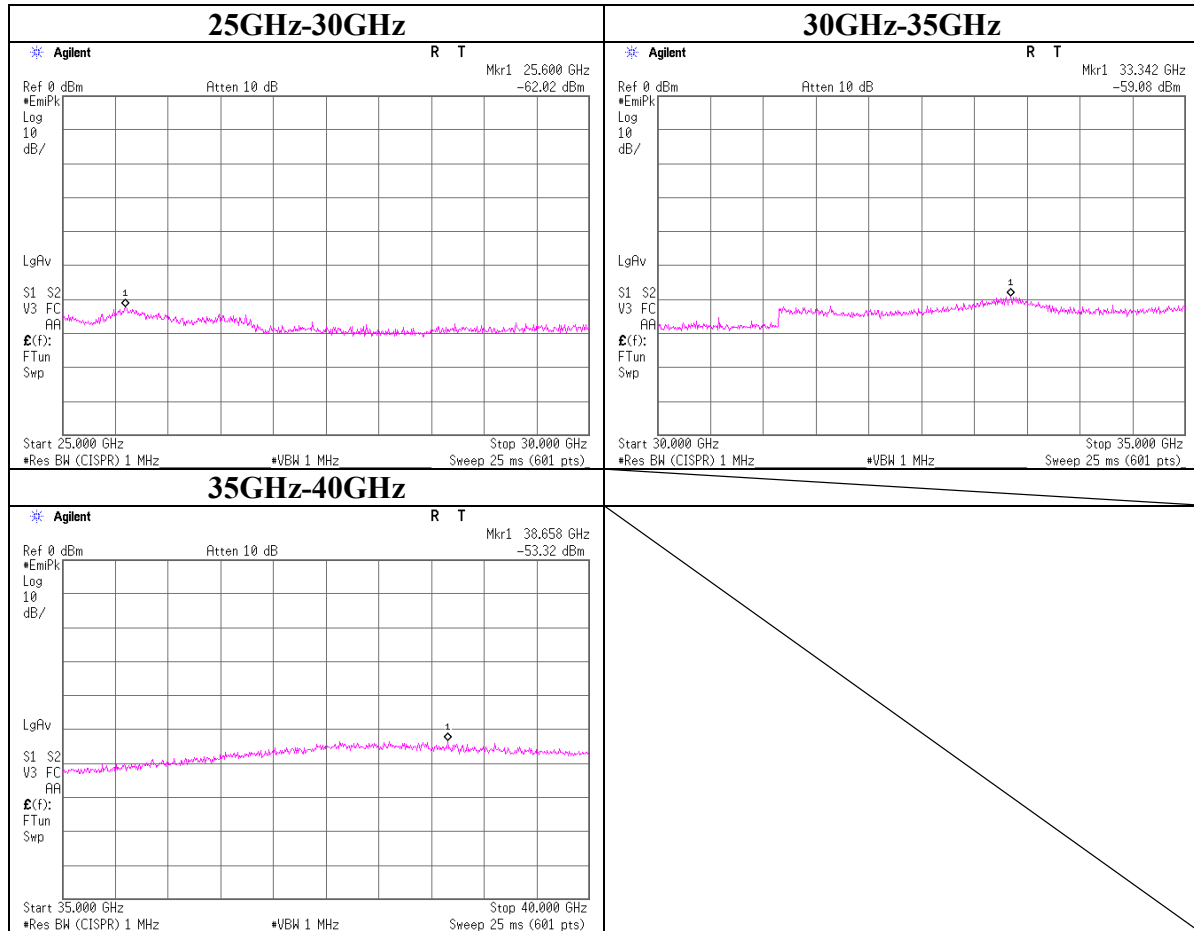 25GHz-30GHz
Agilent R T
Mkr1 25.600 GHz
Ref 0 dBm Atten 10 dB -62.02 dBm
#EmiPk
Log
10
dB/
1
LgAv
S1 S2
V3 FC
AA
£(f):
FTun
Swp
Start 25.000 GHz Stop 30.000 GHz
#Res BW (CISPR) 1 MHz #VBW 1 MHz Sweep 25 ms (601 pts)
30GHz-35GHz
Agilent R T
Mkr1 33.342 GHz
Ref 0 dBm Atten 10 dB -59.08 dBm
#EmiPk
Log
10
dB/
1
LgAv
S1 S2
V3 FC
AA
£(f):
FTun
Swp
Start 30.000 GHz Stop 35.000 GHz
#Res BW (CISPR) 1 MHz #VBW 1 MHz Sweep 25 ms (601 pts)
35GHz-40GHz
Agilent R T
Mkr1 38.658 GHz
Ref 0 dBm Atten 10 dB -53.32 dBm
#EmiPk
Log
10
dB/
1
LgAv
S1 S2
V3 FC
AA
£(f):
FTun
Swp
Start 35.000 GHz Stop 40.000 GHz
#Res BW (CISPR) 1 MHz #VBW 1 MHz Sweep 25 ms (601 pts)